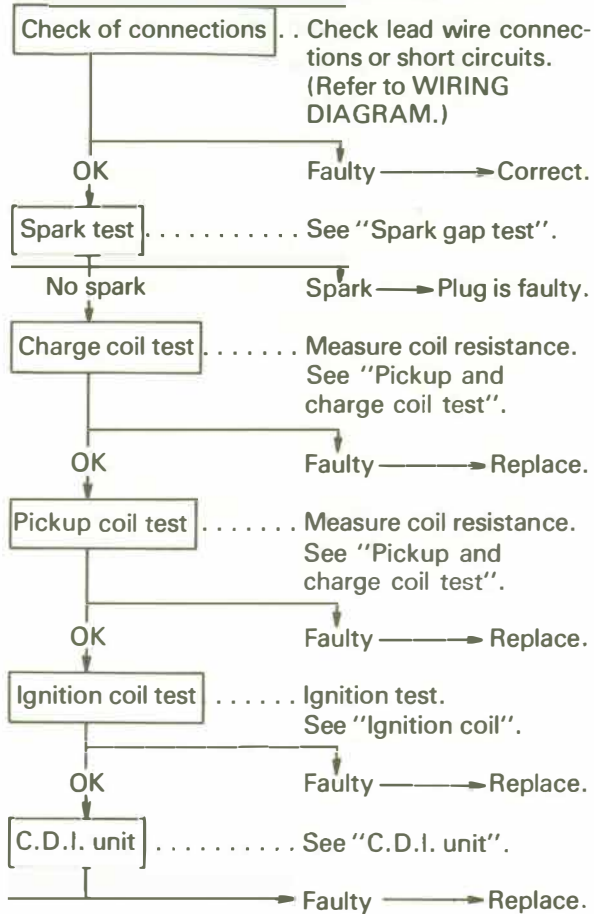 Check of connections . . Check lead wire connec-
tions or short circuits.
(Refer to WIRING
DIAGRAM.)
OK Faulty Correct.
Spark test . . . . . . . . . . . See "Spark gap test".
No spark Spark Plug is faulty.
Charge coil test . . . . . . . Measure coil resistance.
See "Pickup and
charge coil test".
OK Faulty Replace.
Pickup coil test . . . . . . . Measure coil resistance.
See "Pickup and
charge coil test".
OK Faulty Replace.
Ignition coil test . . . . . . Ignition test.
See "Ignition coil".
OK Faulty Replace.
C.D.I. unit . . . . . . . . . . See "C.D.I. unit".
Faulty Replace.